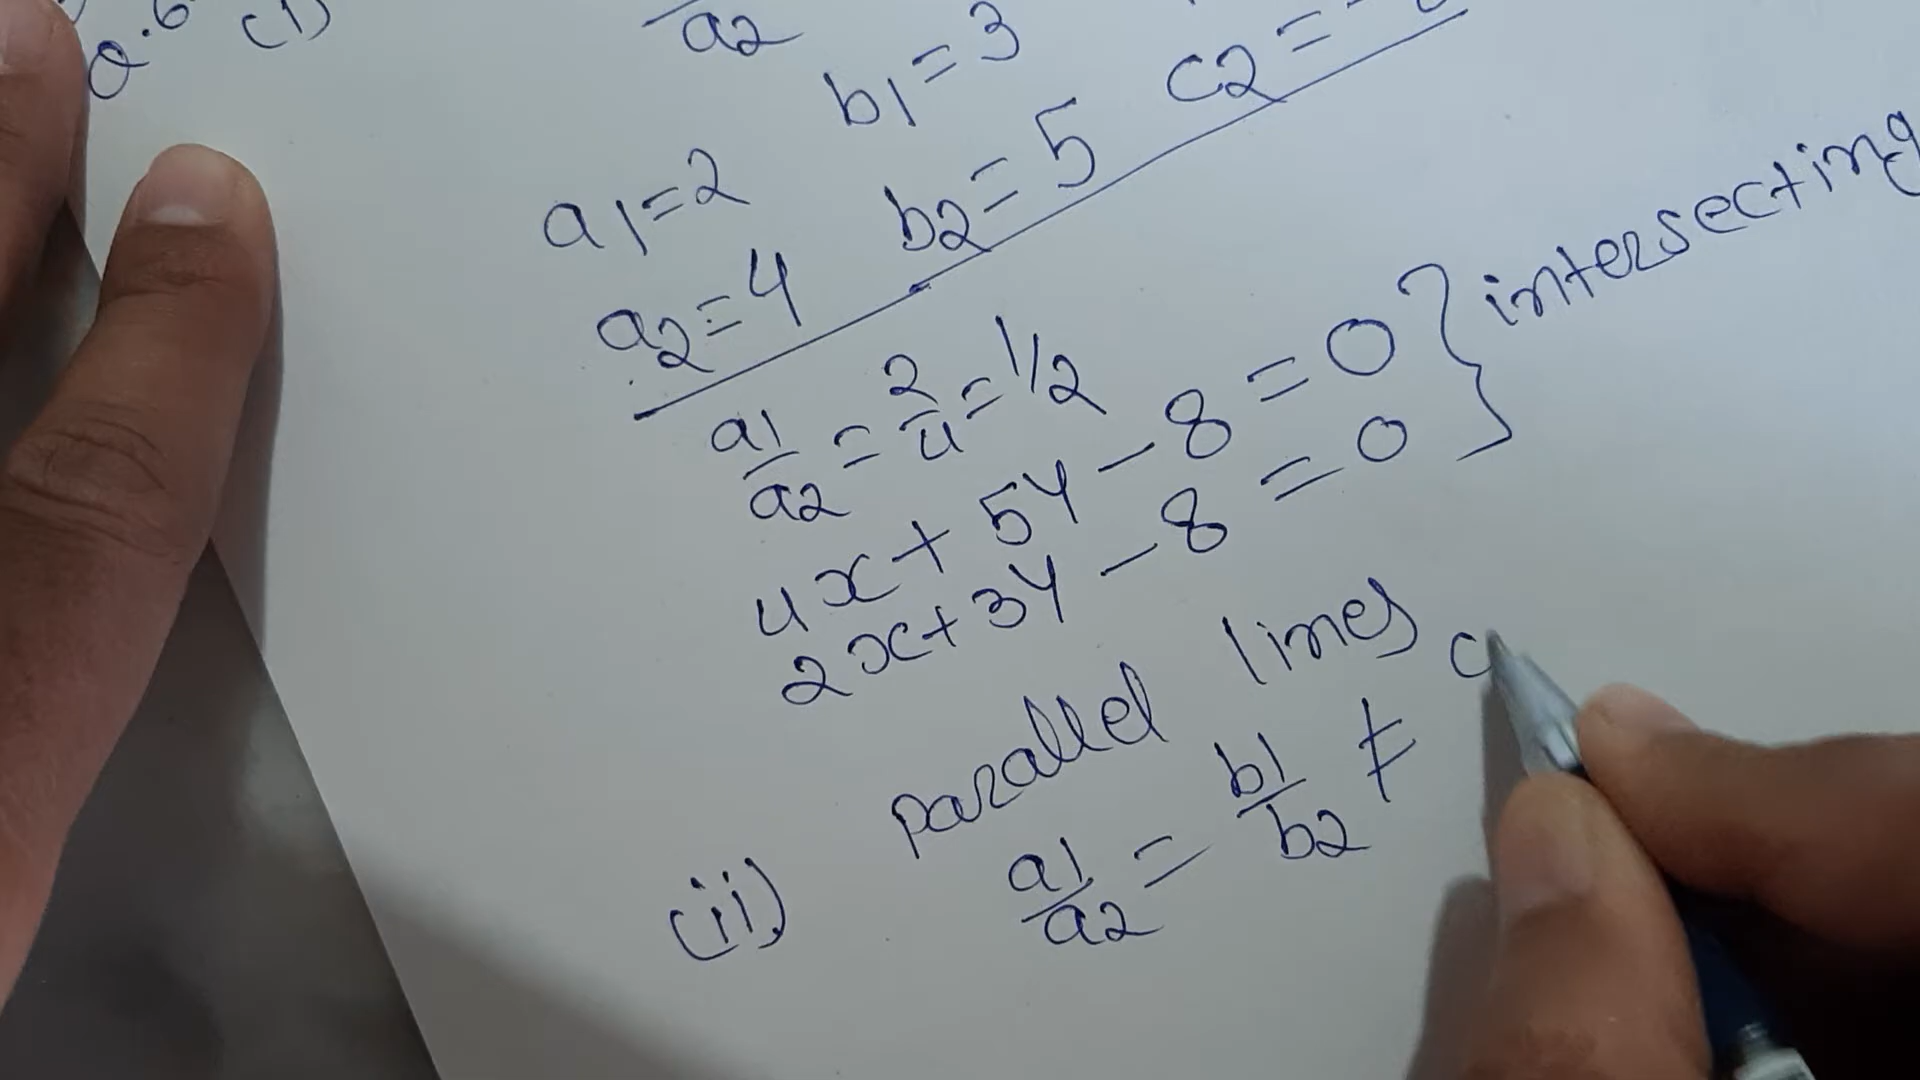 Q.6 (i)
a2
b1 = 3
c2 =
a1 = 2
b2 = 5
a2 = 4
a1/a2 = 2/4 = 1/2
4x + 5y - 8 = 0 } intersecting
2x + 3y - 8 = 0
(ii) parallel lines
a1/a2 = b1/b2 ≠ c